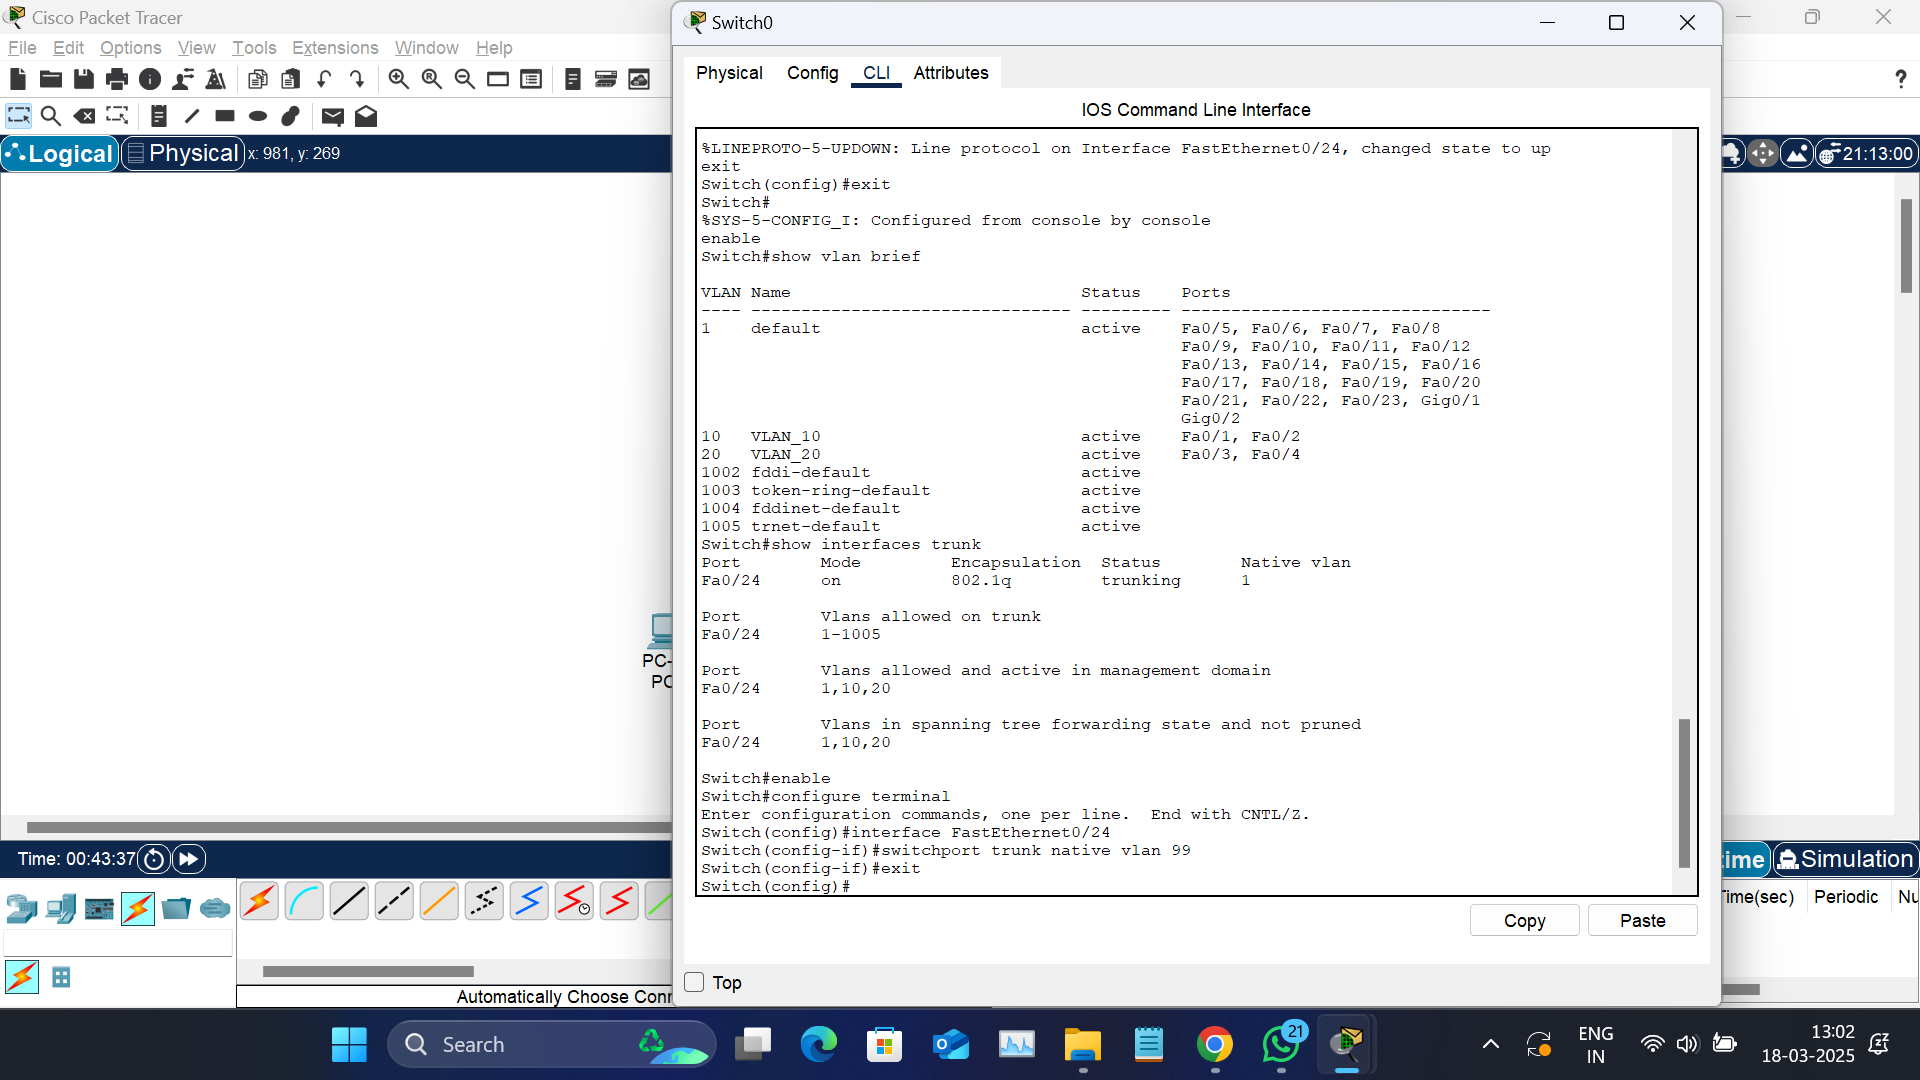 Cisco Packet Tracer
File Edit Options View Tools Extensions Window Help
Logical Physical x: 981, y: 269
21:13:00
PC-
PC
Time: 00:43:37
Automatically Choose Conn
Switch0
Physical Config CLI Attributes
IOS Command Line Interface
%LINEPROTO-5-UPDOWN: Line protocol on Interface FastEthernet0/24, changed state to up
exit
Switch(config)#exit
Switch#
%SYS-5-CONFIG_I: Configured from console by console
enable
Switch#show vlan brief
VLAN Name Status Ports
---- -------------------------------- --------- -------------------------------
1 default active Fa0/5, Fa0/6, Fa0/7, Fa0/8
Fa0/9, Fa0/10, Fa0/11, Fa0/12
Fa0/13, Fa0/14, Fa0/15, Fa0/16
Fa0/17, Fa0/18, Fa0/19, Fa0/20
Fa0/21, Fa0/22, Fa0/23, Gig0/1
Gig0/2
10 VLAN_10 active Fa0/1, Fa0/2
20 VLAN_20 active Fa0/3, Fa0/4
1002 fddi-default active
1003 token-ring-default active
1004 fddinet-default active
1005 trnet-default active
Switch#show interfaces trunk
Port Mode Encapsulation Status Native vlan
Fa0/24 on 802.1q trunking 1
Port Vlans allowed on trunk
Fa0/24 1-1005
Port Vlans allowed and active in management domain
Fa0/24 1,10,20
Port Vlans in spanning tree forwarding state and not pruned
Fa0/24 1,10,20
Switch#enable
Switch#configure terminal
Enter configuration commands, one per line. End with CNTL/Z.
Switch(config)#interface FastEthernet0/24
Switch(config-if)#switchport trunk native vlan 99
Switch(config-if)#exit
Switch(config)#
Copy Paste
Top
time Simulation
Time(sec) Periodic Nu
Search
21
ENG
IN
13:02
18-03-2025